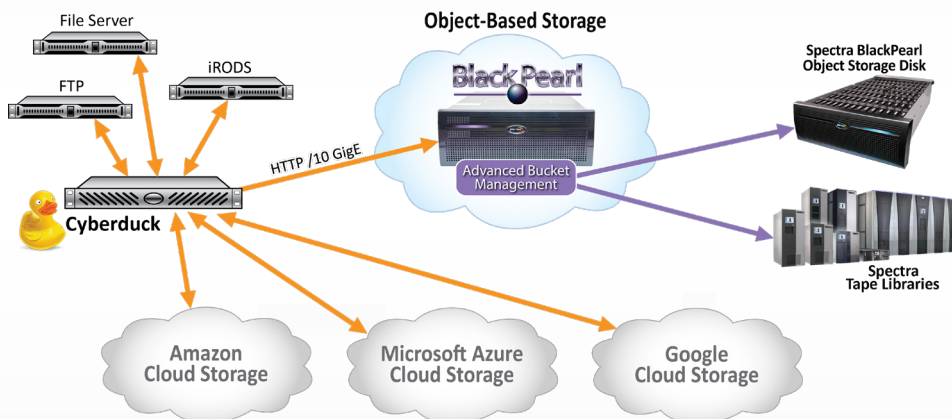 File Server
Object-Based Storage
iRODS
FTP
BlackPearl
Spectra BlackPearl
Object Storage Disk
HTTP /10 GigE
Advanced Bucket
Management
Cyberduck
Spectra
Tape Libraries
Amazon
Cloud Storage
Microsoft Azure
Cloud Storage
Google
Cloud Storage